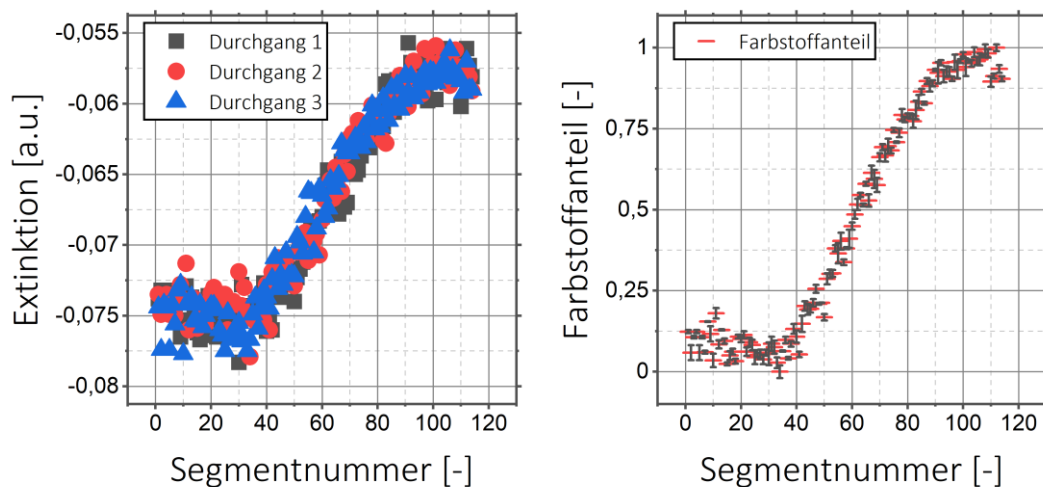 -0,055
-0,06
-0,065
-0,07
-0,075
-0,08
Extinktion [a.u.]
Durchgang 1
Durchgang 2
Durchgang 3
0 20 40 60 80 100 120
Segmentnummer [-]
1
0,75
0,5
0,25
0
Farbstoffanteil [-]
Farbstoffanteil
0 20 40 60 80 100 120
Segmentnummer [-]